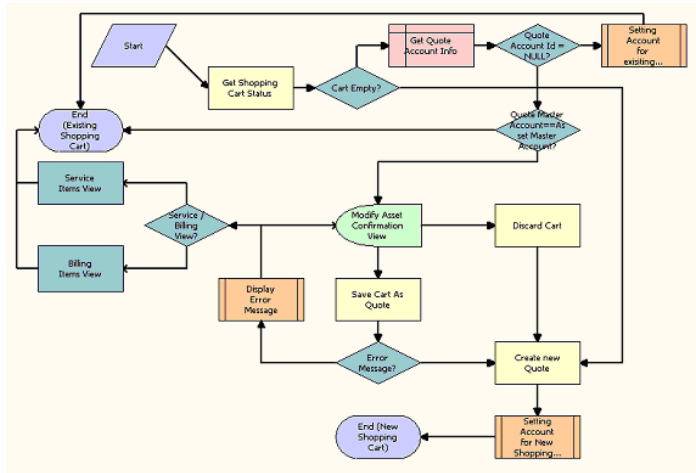 Start
Get Shopping
Cart Status
Cart Empty?
Get Quote
Account Info
Quote
Account Id =
NULL?
Setting
Account
for
existing...
End
(Existing
Shopping
Cart)
Quote Master
Account==As
set Master
Account?
Service
Items View
Service /
Billing
View?
Modify Asset
Confirmation
View
Discard Cart
Billing
Items View
Display
Error
Message
Save Cart As
Quote
Error
Message?
Create new
Quote
End (New
Shopping
Cart)
Setting
Account
for New
Shopping...